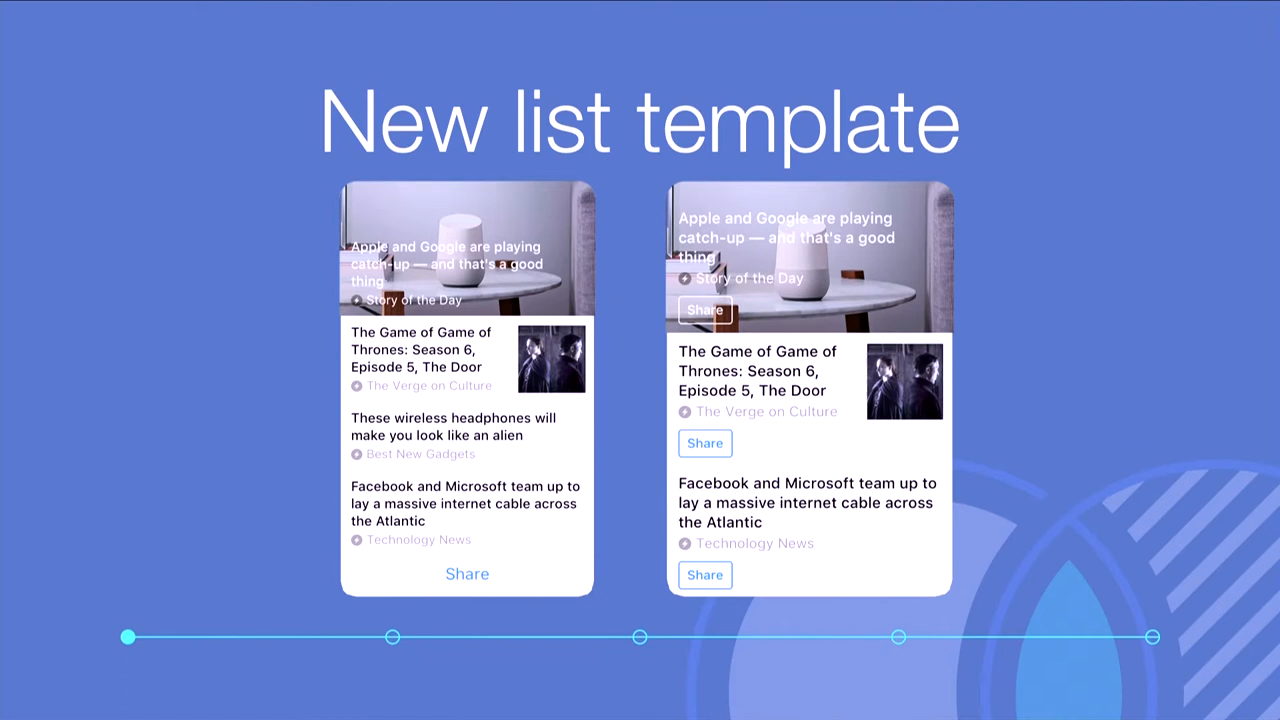 New list template
Apple and Google are playing
catch-up — and that's a good
thing
Story of the Day
The Game of Game of
Thrones: Season 6,
Episode 5, The Door
The Verge on Culture
These wireless headphones will
make you look like an alien
Best New Gadgets
Facebook and Microsoft team up to
lay a massive internet cable across
the Atlantic
Technology News
Share
Apple and Google are playing
catch-up — and that's a good
thing
Story of the Day
Share
The Game of Game of
Thrones: Season 6,
Episode 5, The Door
The Verge on Culture
Share
Facebook and Microsoft team up to
lay a massive internet cable across
the Atlantic
Technology News
Share